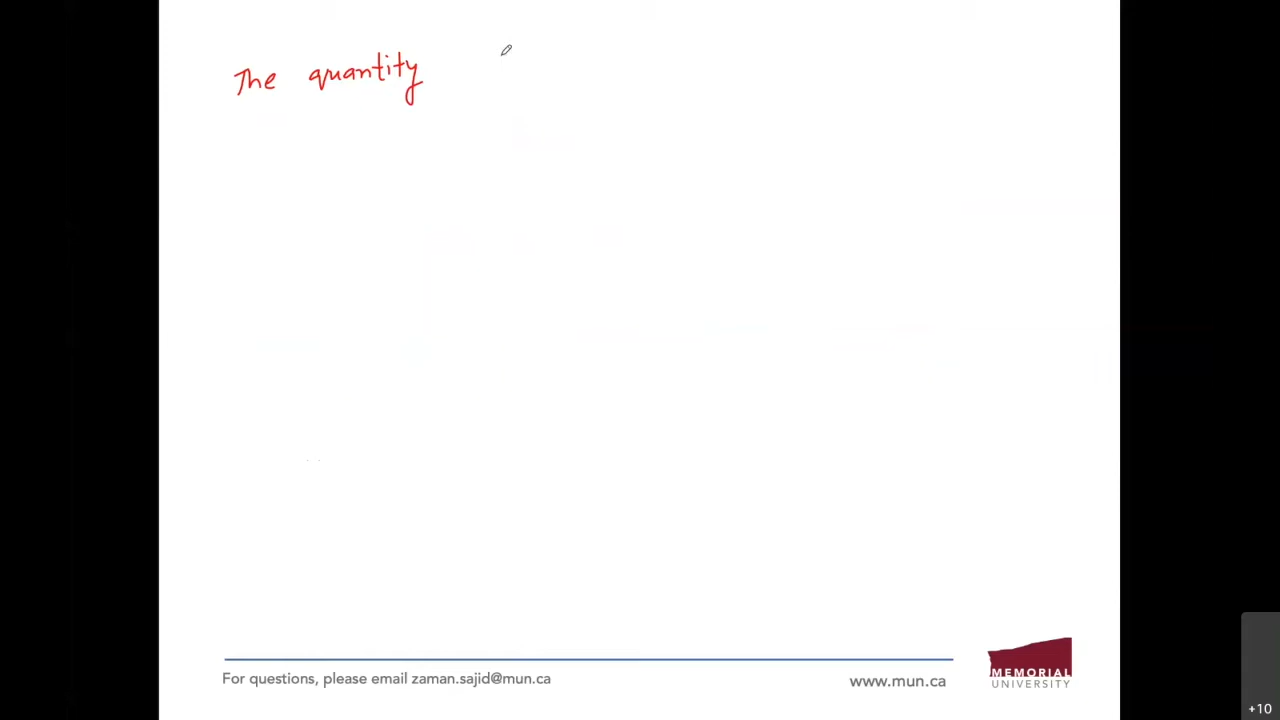 The quantity
For questions, please email zaman.sajid@mun.ca
www.mun.ca
MEMORIAL
UNIVERSITY
+10